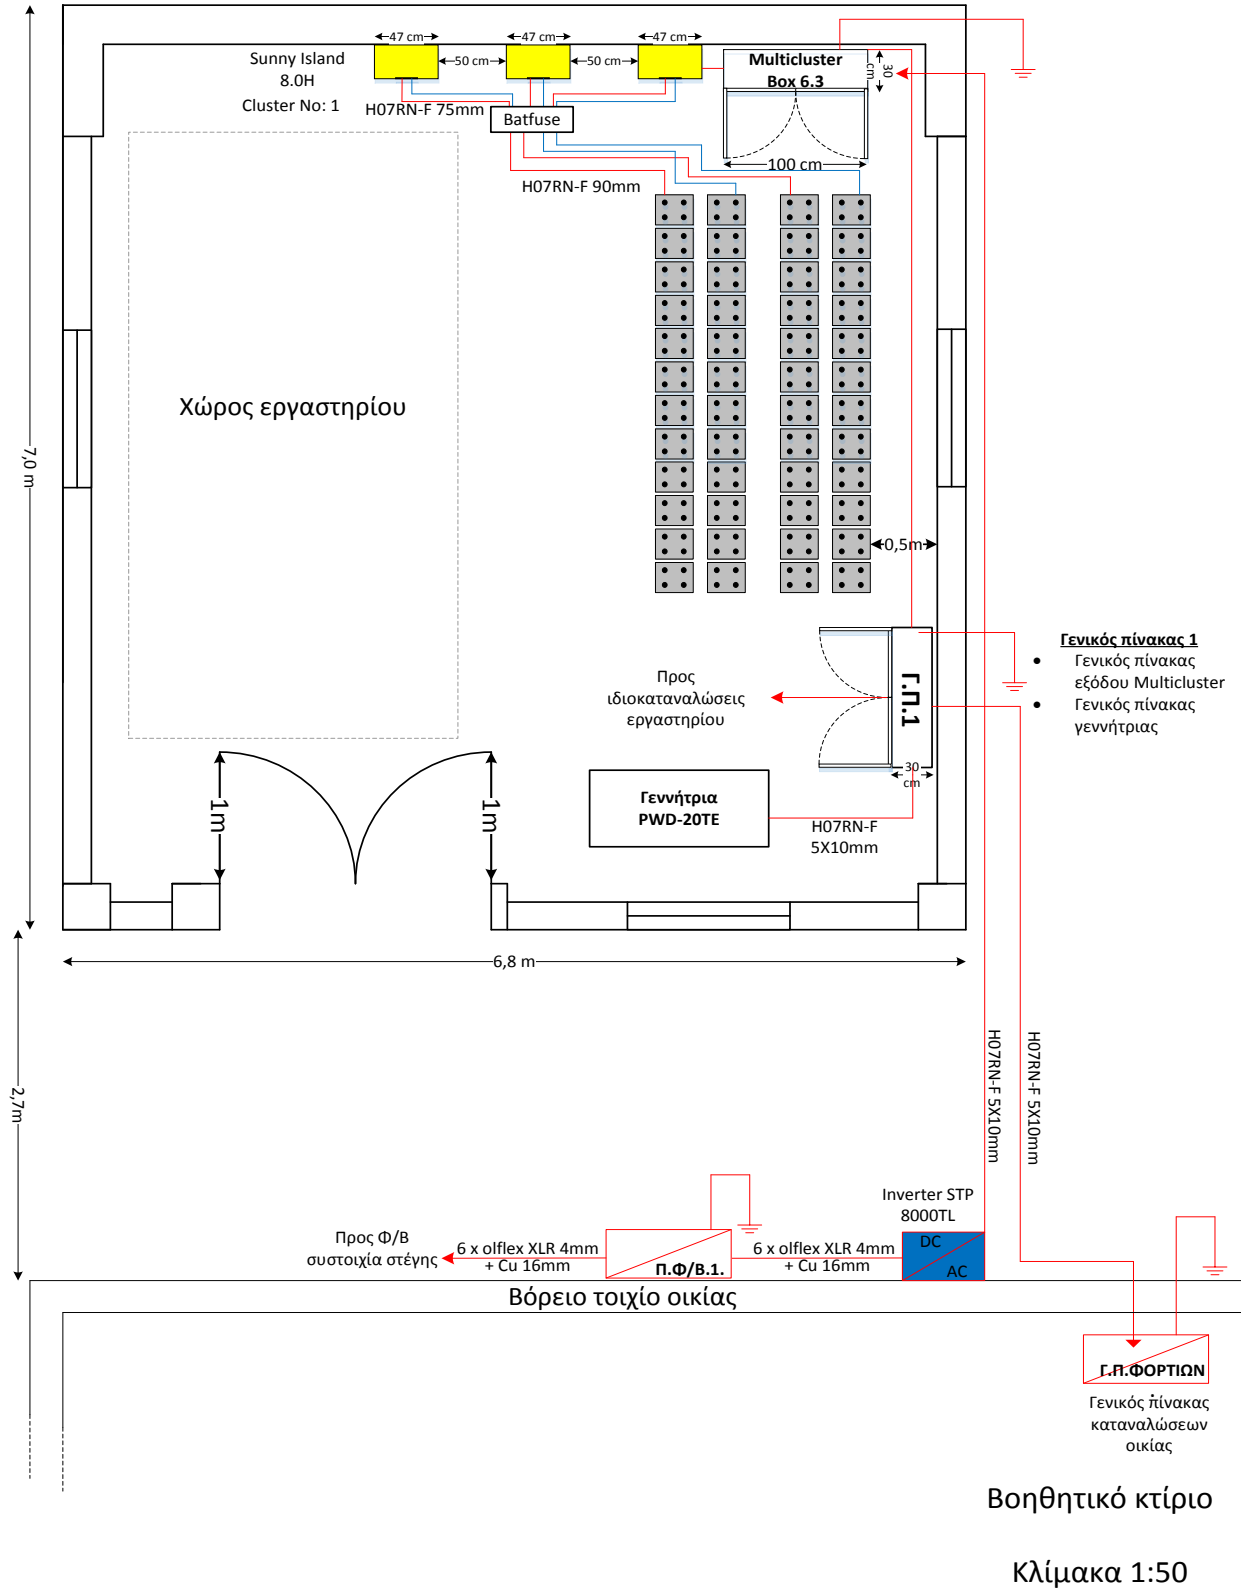 47 cm
47 cm
47 cm
Sunny Island
8.0H
Cluster No: 1
50 cm
50 cm
Multicluster
Box 6.3
30
cm
H07RN-F 75mm
Batfuse
100 cm
H07RN-F 90mm
Χώρος εργαστηρίου
7,0 m
0,5m
Γενικός πίνακας 1
• Γενικός πίνακας
εξόδου Multicluster
• Γενικός πίνακας
γεννήτριας
Προς
ιδιοκαταναλώσεις
εργαστηρίου
Γ.Π.1
30
cm
1m
1m
Γεννήτρια
PWD-20TE
H07RN-F
5X10mm
6,8 m
2,7m
H07RN-F 5X10mm
H07RN-F 5X10mm
Inverter STP
8000TL
DC
AC
Προς Φ/Β
συστοιχία στέγης
6 x olflex XLR 4mm
+ Cu 16mm
Π.Φ/Β.1.
6 x olflex XLR 4mm
+ Cu 16mm
Βόρειο τοιχίο οικίας
Γ.Π.ΦΟΡΤΙΩΝ
.
Γενικός πίνακας
καταναλώσεων
οικίας
Βοηθητικό κτίριο
Κλίμακα 1:50